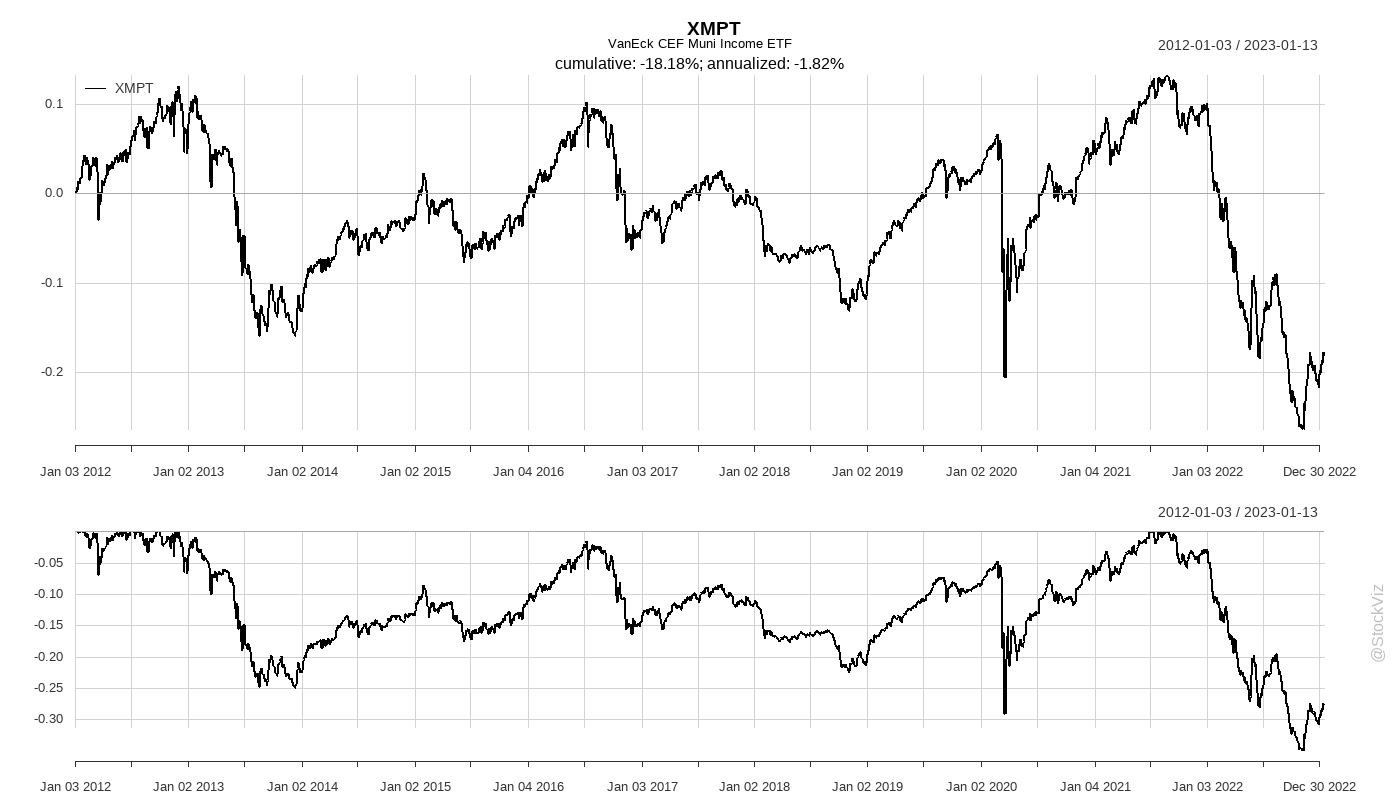 XMPT
VanEck CEF Muni Income ETF
2012-01-03 / 2023-01-13
cumulative: -18.18%; annualized: -1.82%
XMPT
0.1
0.0
-0.1
-0.2
Jan 03 2012 Jan 02 2013 Jan 02 2014 Jan 02 2015 Jan 04 2016 Jan 03 2017 Jan 02 2018 Jan 02 2019 Jan 02 2020 Jan 04 2021 Jan 03 2022 Dec 30 2022
2012-01-03 / 2023-01-13
-0.05
-0.10
-0.15
-0.20
-0.25
-0.30
Jan 03 2012 Jan 02 2013 Jan 02 2014 Jan 02 2015 Jan 04 2016 Jan 03 2017 Jan 02 2018 Jan 02 2019 Jan 02 2020 Jan 04 2021 Jan 03 2022 Dec 30 2022
@StockViz